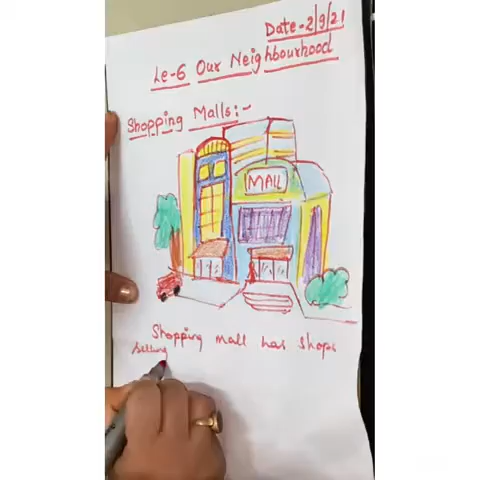 Date-2/9/21
Le-6 Our Neighbourhood
Shopping Malls:-
MALL
Shopping mall has shops
Selling